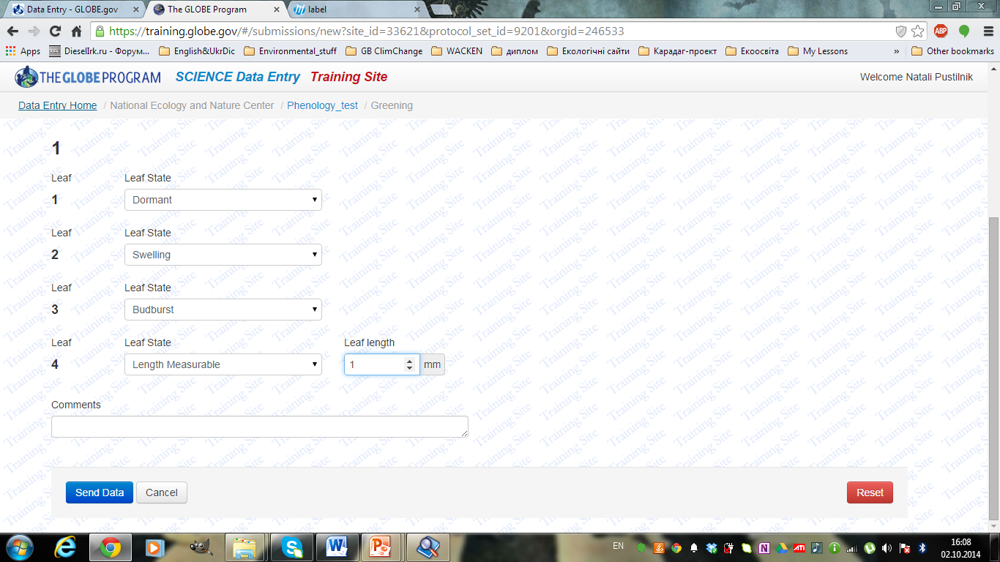 Data Entry - GLOBE.gov
The GLOBE Program
label
https://training.globe.gov/#/submissions/new?site_id=33621&protocol_set_id=9201&orgid=246533
ABP
Apps
Diesellrk.ru - Форум...
English&UkrDic
Environmental_stuff
GB ClimChange
WACKEN
диплом
Екологічні сайти
Карадаг-проект
Екоосвіта
My Lessons
»
Other bookmarks
THE GLOBE PROGRAM SCIENCE Data Entry Training Site
Welcome Natali Pustilnik
Data Entry Home / National Ecology and Nature Center / Phenology_test / Greening
1
Leaf Leaf State
1 Dormant
Leaf Leaf State
2 Swelling
Leaf Leaf State
3 Budburst
Leaf Leaf State Leaf length
4 Length Measurable 1 mm
Comments
Send Data Cancel Reset
EN
ATI
16:08
02.10.2014